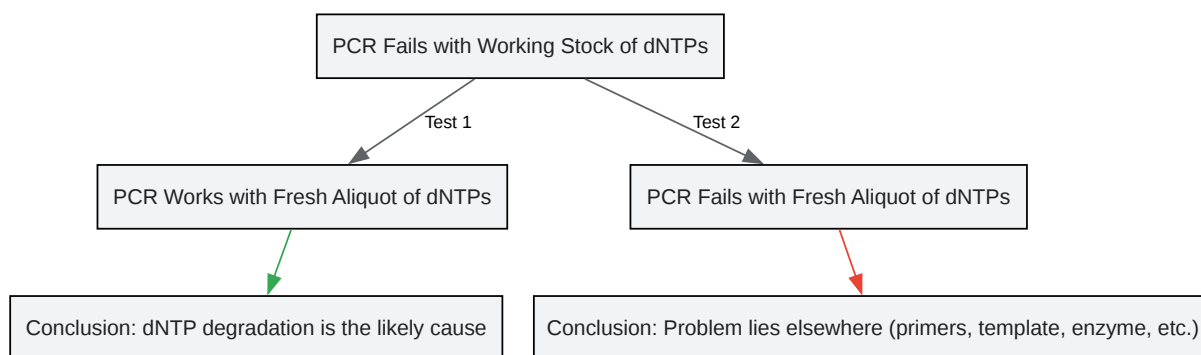 PCR Fails with Working Stock of dNTPs
Test 1
Test 2
PCR Works with Fresh Aliquot of dNTPs
PCR Fails with Fresh Aliquot of dNTPs
Conclusion: dNTP degradation is the likely cause
Conclusion: Problem lies elsewhere (primers, template, enzyme, etc.)